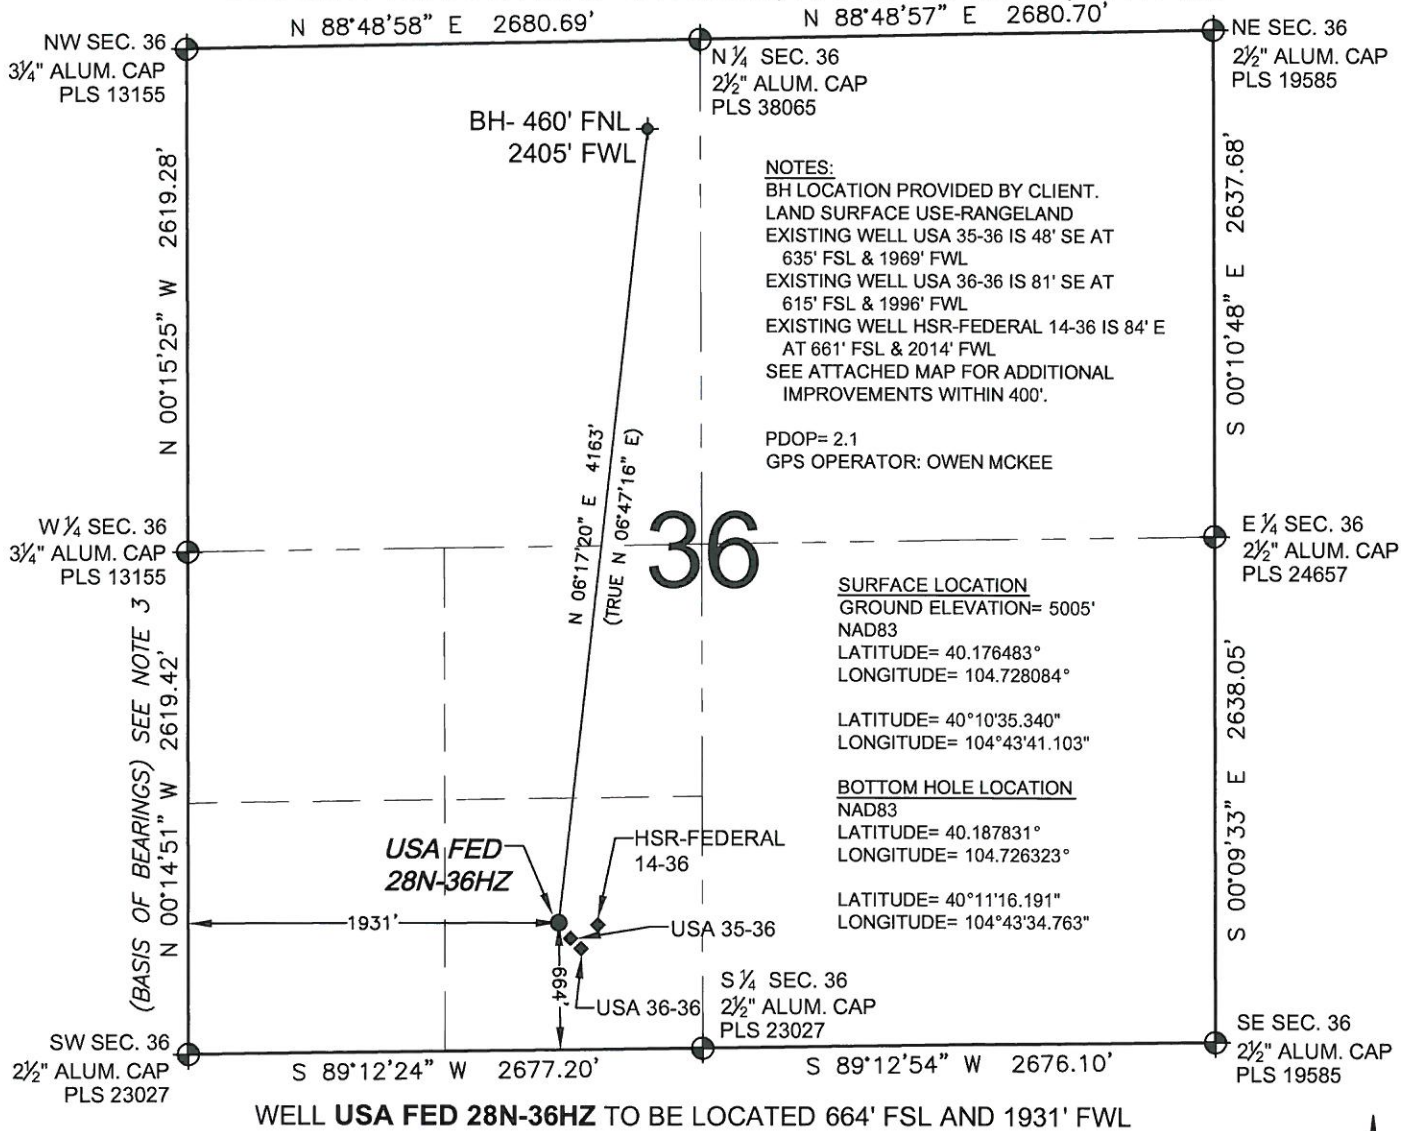 N 88°48'58" E 2680.69'
N 88°48'57" E 2680.70'
NW SEC. 36
3¼" ALUM. CAP
PLS 13155
N ¼ SEC. 36
2½" ALUM. CAP
PLS 38065
NE SEC. 36
2½" ALUM. CAP
PLS 19585
BH- 460' FNL
2405' FWL
NOTES:
BH LOCATION PROVIDED BY CLIENT.
LAND SURFACE USE-RANGELAND
EXISTING WELL USA 35-36 IS 48' SE AT
635' FSL & 1969' FWL
EXISTING WELL USA 36-36 IS 81' SE AT
615' FSL & 1996' FWL
EXISTING WELL HSR-FEDERAL 14-36 IS 84' E
AT 661' FSL & 2014' FWL
SEE ATTACHED MAP FOR ADDITIONAL
IMPROVEMENTS WITHIN 400'.
PDOP= 2.1
GPS OPERATOR: OWEN MCKEE
N 00°15'25" W 2619.28'
S 00°10'48" E 2637.68'
N 06°17'20" E 4163'
(TRUE N 06°47'16" E)
36
W ¼ SEC. 36
3¼" ALUM. CAP
PLS 13155
E ¼ SEC. 36
2½" ALUM. CAP
PLS 24657
SURFACE LOCATION
GROUND ELEVATION= 5005'
NAD83
LATITUDE= 40.176483°
LONGITUDE= 104.728084°
LATITUDE= 40°10'35.340"
LONGITUDE= 104°43'41.103"
BOTTOM HOLE LOCATION
NAD83
LATITUDE= 40.187831°
LONGITUDE= 104.726323°
LATITUDE= 40°11'16.191"
LONGITUDE= 104°43'34.763"
(BASIS OF BEARINGS) SEE NOTE 3
N 00°14'51" W 2619.42'
S 00°09'33" E 2638.05'
USA FED
28N-36HZ
HSR-FEDERAL
14-36
1931'
USA 35-36
664'
USA 36-36
S ¼ SEC. 36
2½" ALUM. CAP
PLS 23027
SW SEC. 36
2½" ALUM. CAP
PLS 23027
SE SEC. 36
2½" ALUM. CAP
PLS 19585
S 89°12'24" W 2677.20'
S 89°12'54" W 2676.10'
WELL USA FED 28N-36HZ TO BE LOCATED 664' FSL AND 1931' FWL